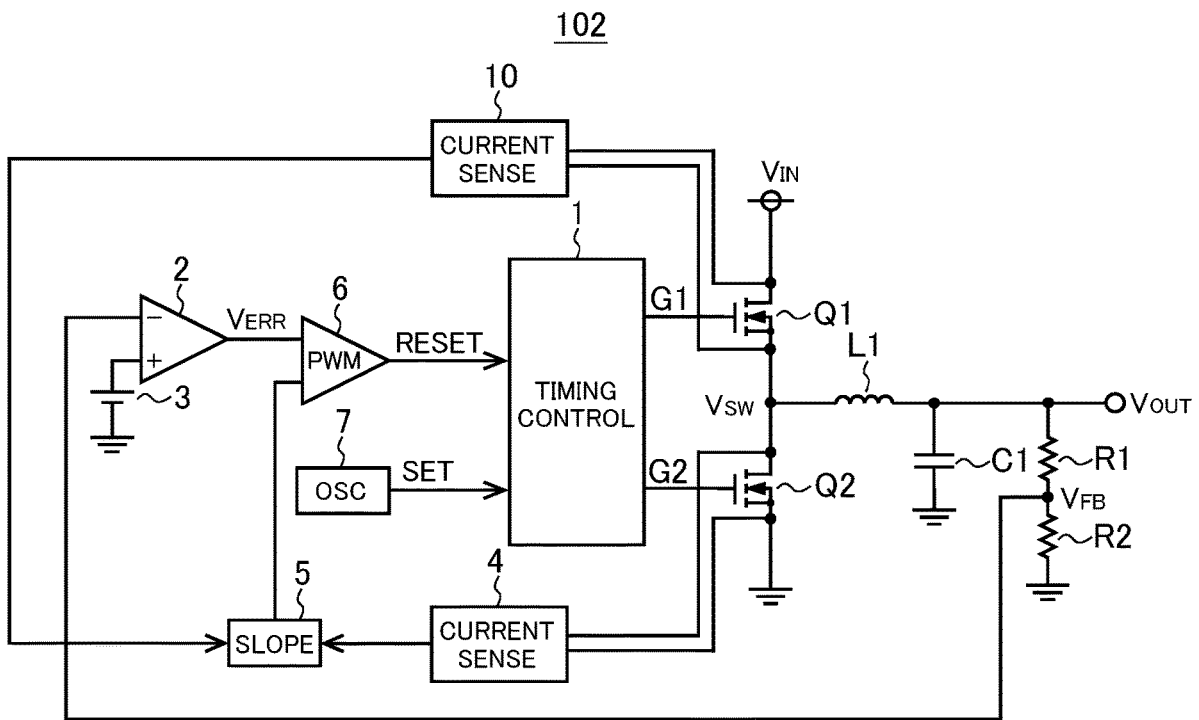 102
10
CURRENT
SENSE
VIN
1
2
6
VERR
G1
Q1
−
+
PWM
RESET
L1
3
TIMING
CONTROL
VSW
VOUT
7
OSC
SET
G2
Q2
C1
R1
VFB
R2
5
4
SLOPE
CURRENT
SENSE